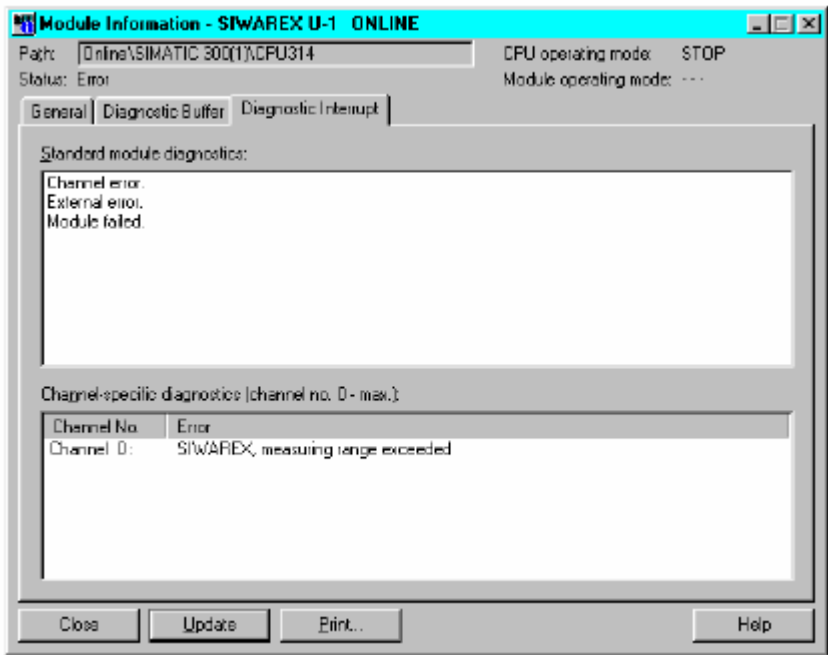 Module Information - SIWAREX U-1 ONLINE
Path: Online\SIMATIC 300(1)\CPU314 CPU operating mode: STOP
Status: Error Module operating mode: ---
General Diagnostic Buffer Diagnostic Interrupt
Standard module diagnostics:
Channel error.
External error.
Module failed.
Channel-specific diagnostics (channel no. 0 - max.):
Channel No. Error
Channel 0: SIWAREX, measuring range exceeded
Close Update Print... Help